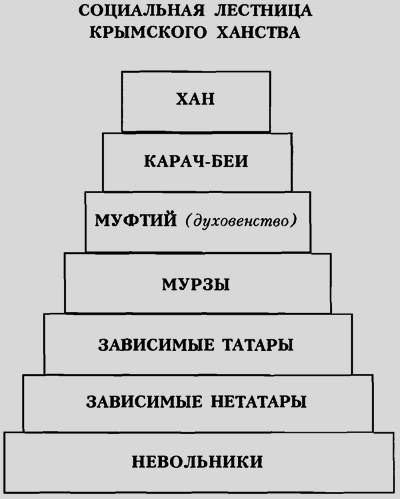 СОЦИАЛЬНАЯ ЛЕСТНИЦА
КРЫМСКОГО ХАНСТВА
ХАН
КАРАЧ-БЕИ
МУФТИЙ (духовенство)
МУРЗЫ
ЗАВИСИМЫЕ ТАТАРЫ
ЗАВИСИМЫЕ НЕТАТАРЫ
НЕВОЛЬНИКИ